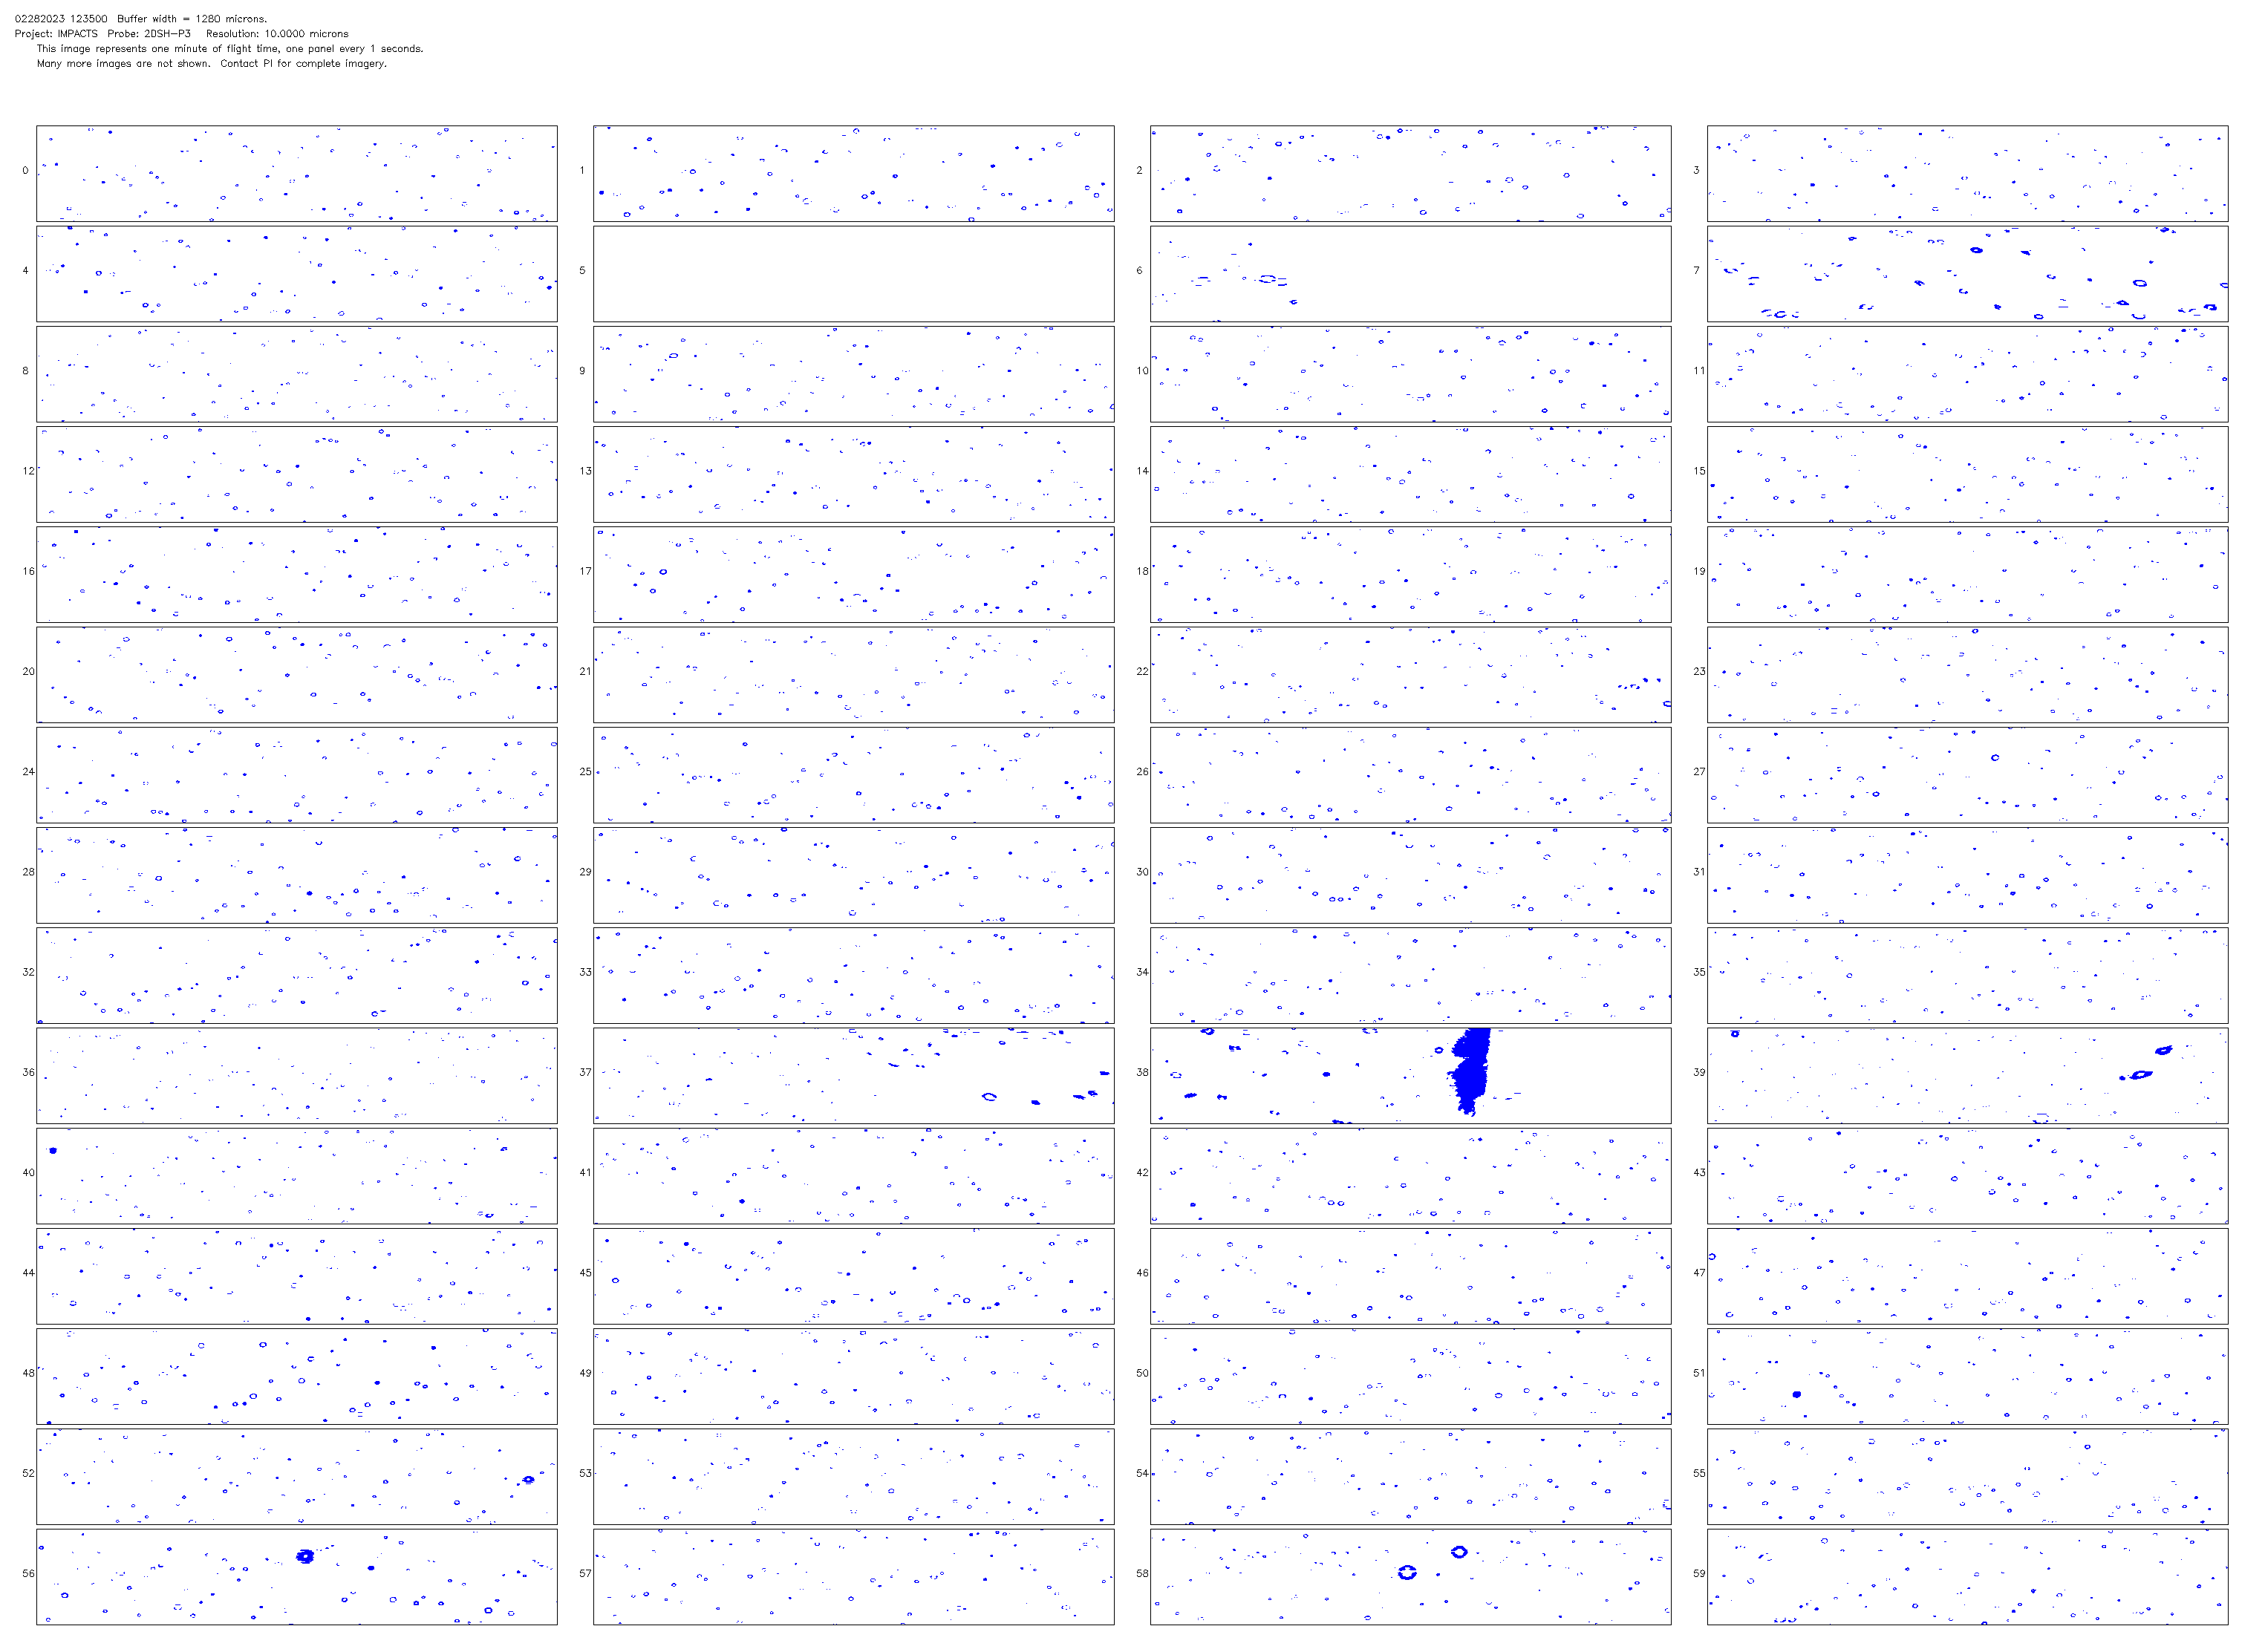 02282023 123500 Buffer width = 1280 microns.
Project: IMPACTS Probe: 2DSH-P3 Resolution: 10.0000 microns
This image represents one minute of flight time, one panel every 1 seconds.
Many more images are not shown. Contact PI for complete imagery.
0 1 2 3
4 5 6 7
8 9 10 11
12 13 14 15
16 17 18 19
20 21 22 23
24 25 26 27
28 29 30 31
32 33 34 35
36 37 38 39
40 41 42 43
44 45 46 47
48 49 50 51
52 53 54 55
56 57 58 59